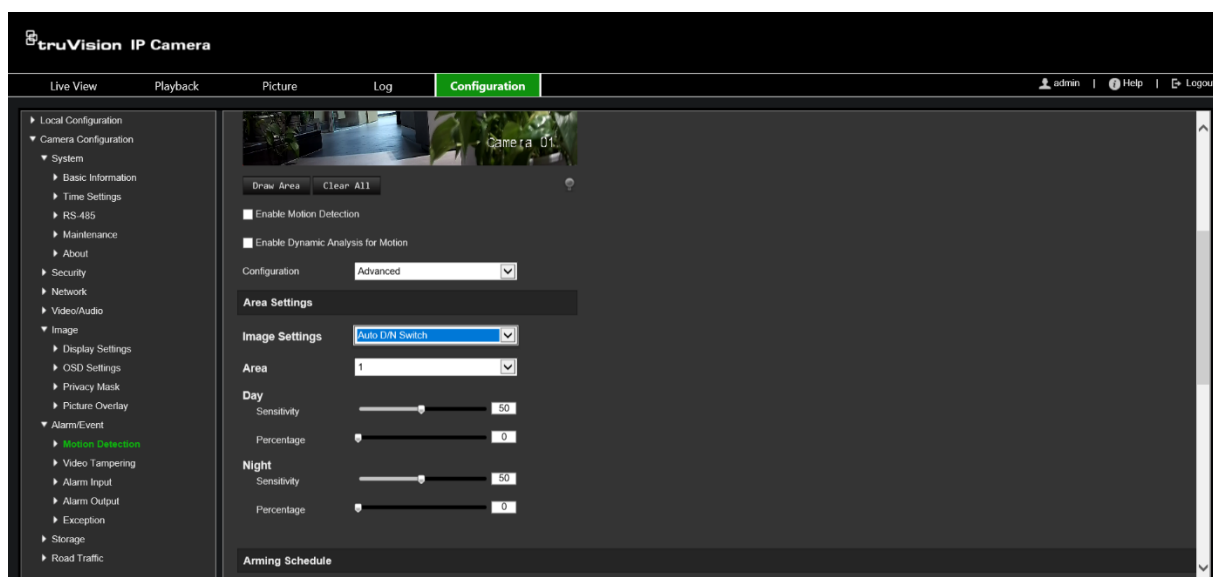 truVision IP Camera
Live View Playback Picture Log Configuration admin | Help | Logou
Local Configuration
Camera Configuration
System
Basic Information
Time Settings
RS-485
Maintenance
About
Security
Network
Video/Audio
Image
Display Settings
OSD Settings
Privacy Mask
Picture Overlay
Alarm/Event
Motion Detection
Video Tampering
Alarm Input
Alarm Output
Exception
Storage
Road Traffic
Camera 01
Draw Area Clear All
Enable Motion Detection
Enable Dynamic Analysis for Motion
Configuration Advanced
Area Settings
Image Settings Auto D/N Switch
Area 1
Day
Sensitivity 50
Percentage 0
Night
Sensitivity 50
Percentage 0
Arming Schedule